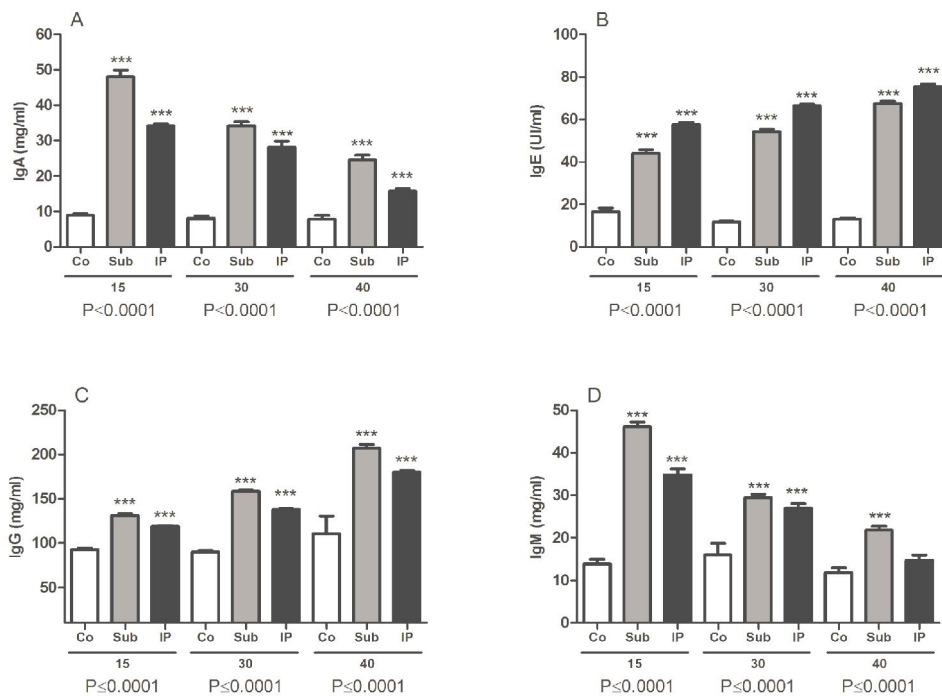 A
IgA (mg/ml)
60
50
40
30
20
10
0
*** *** *** *** *** ***
Co Sub IP Co Sub IP Co Sub IP
15 30 40
P<0.0001 P<0.0001 P<0.0001
B
IgE (UI/ml)
100
80
60
40
20
0
*** *** *** *** *** ***
Co Sub IP Co Sub IP Co Sub IP
15 30 40
P<0.0001 P<0.0001 P<0.0001
C
IgG (mg/ml)
250
200
150
100
50
*** *** *** *** *** ***
Co Sub IP Co Sub IP Co Sub IP
15 30 40
P≤0.0001 P≤0.0001 P≤0.0001
D
IgM (mg/ml)
50
40
30
20
10
0
*** *** *** *** ***
Co Sub IP Co Sub IP Co Sub IP
15 30 40
P≤0.0001 P≤0.0001 P≤0.0001